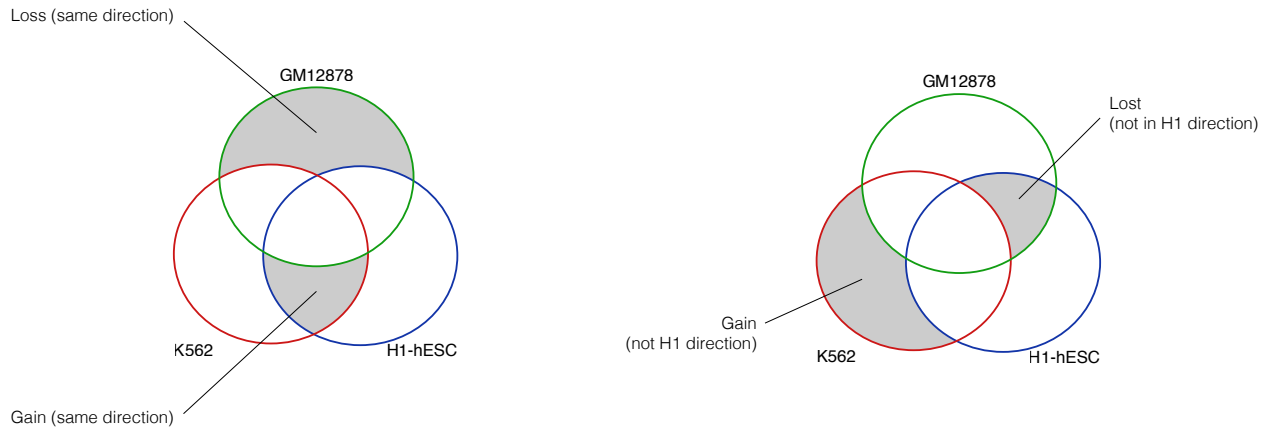 Loss (same direction)
GM12878
K562
H1-hESC
Gain (same direction)
GM12878
Lost
(not in H1 direction)
Gain
(not H1 direction)
K562
H1-hESC